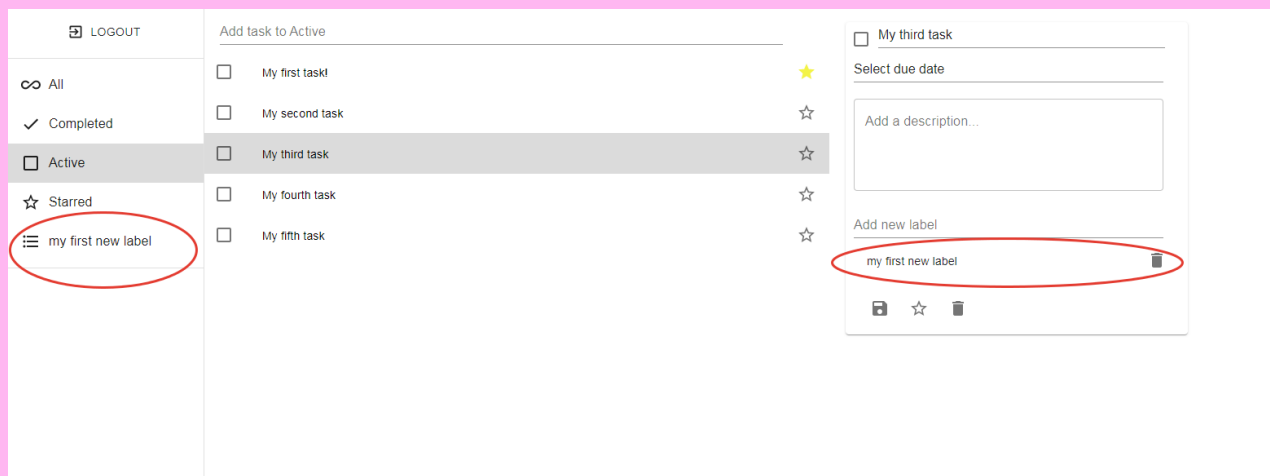 LOGOUT
All
Completed
Active
Starred
my first new label
Add task to Active
My first task!
My second task
My third task
My fourth task
My fifth task
My third task
Select due date
Add a description...
Add new label
my first new label